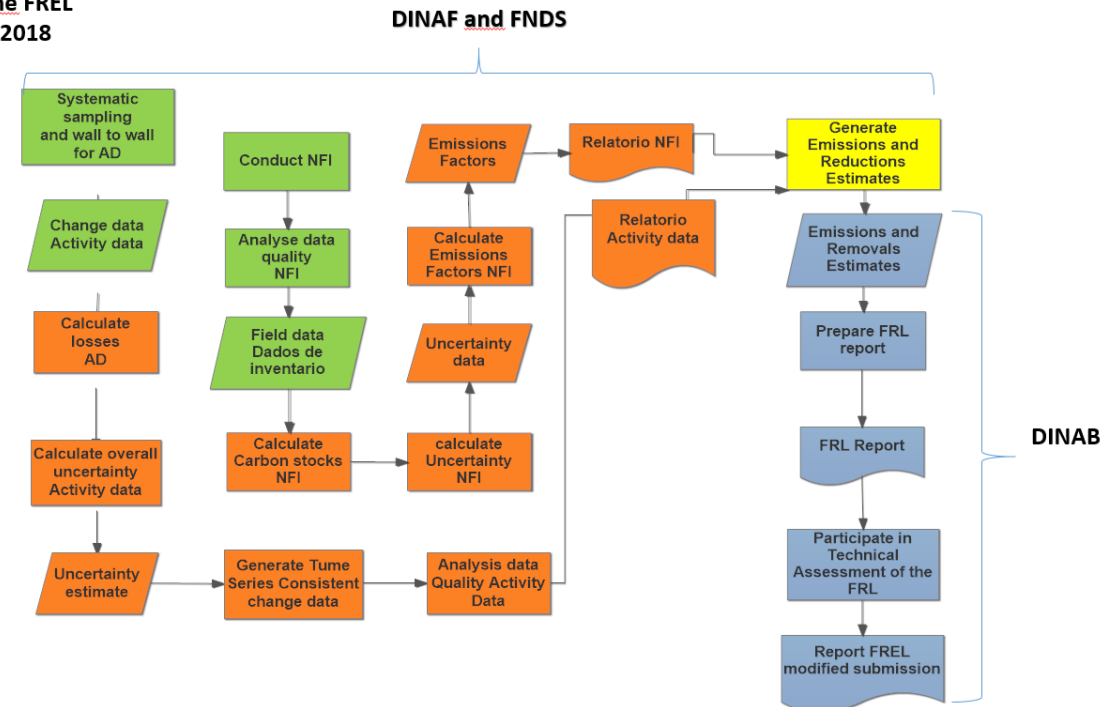 ne FREL
2018
DINAF and FNDS
Systematic
sampling
and wall to wall
for AD
Change data
Activity data
Calculate
losses
AD
Calculate overall
uncertainty
Activity data
Uncertainty
estimate
Conduct NFI
Analyse data
quality
NFI
Field data
Dados de
inventario
Calculate
Carbon stocks
NFI
Generate Tume
Series Consistent
change data
Emissions
Factors
Calculate
Emissions
Factors NFI
Uncertainty
data
calculate
Uncertainty
NFI
Analysis data
Quality Activity
Data
Relatorio NFI
Relatorio
Activity data
Generate
Emissions and
Reductions
Estimates
Emissions and
Removals
Estimates
Prepare FRL
report
FRL Report
Participate in
Technical
Assessment of the
FRL
Report FREL
modified submission
DINAB